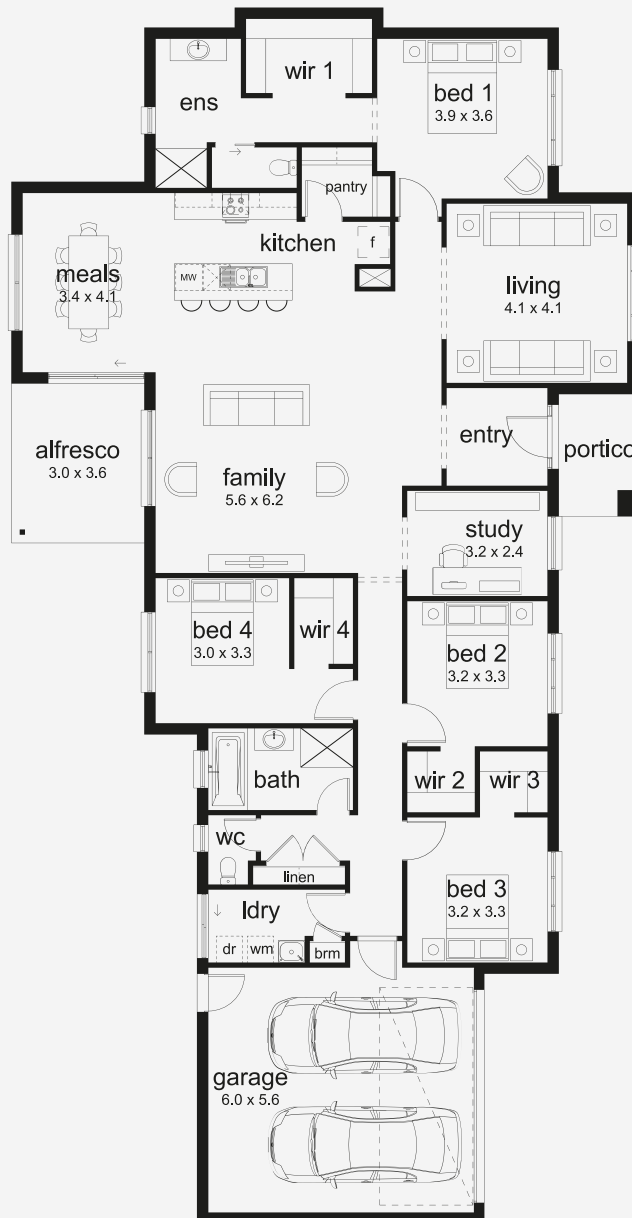 wir 1
bed 1
3.9 x 3.6
ens
pantry
kitchen
f
meals
3.4 x 4.1
MW
living
4.1 x 4.1
alfresco
3.0 x 3.6
family
5.6 x 6.2
entry
portico
study
3.2 x 2.4
bed 4
3.0 x 3.3
wir 4
bed 2
3.2 x 3.3
bath
wir 2
wir 3
wc
linen
bed 3
3.2 x 3.3
ldry
dr
wm
brm
garage
6.0 x 5.6